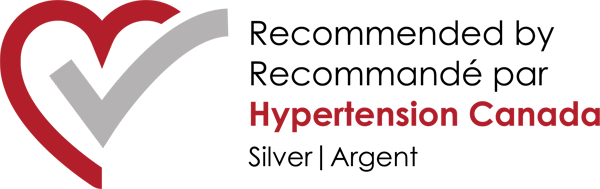 Recommended by
Recommandé par
Hypertension Canada
Silver|Argent